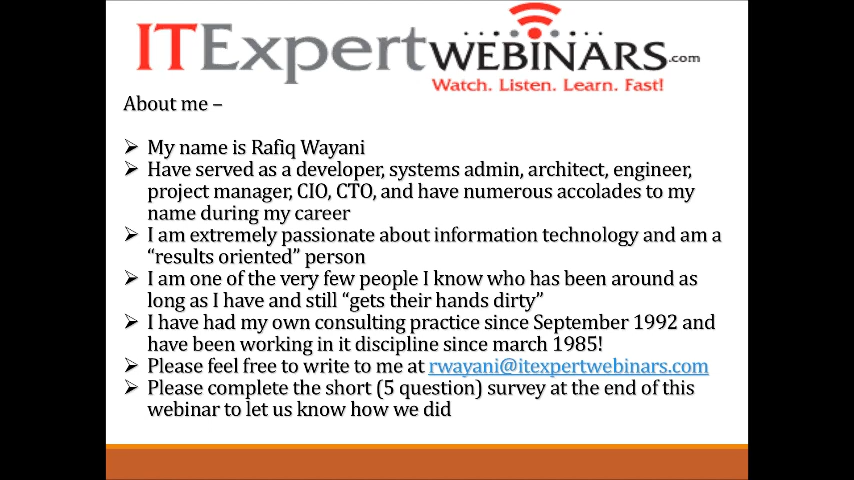 ITExpertWEBINARS.com
Watch. Listen. Learn. Fast!
About me –
➢ My name is Rafiq Wayani
➢ Have served as a developer, systems admin, architect, engineer,
project manager, CIO, CTO, and have numerous accolades to my
name during my career
➢ I am extremely passionate about information technology and am a
“results oriented” person
➢ I am one of the very few people I know who has been around as
long as I have and still “gets their hands dirty”
➢ I have had my own consulting practice since September 1992 and
have been working in it discipline since march 1985!
➢ Please feel free to write to me at rwayani@itexpertwebinars.com
➢ Please complete the short (5 question) survey at the end of this
webinar to let us know how we did